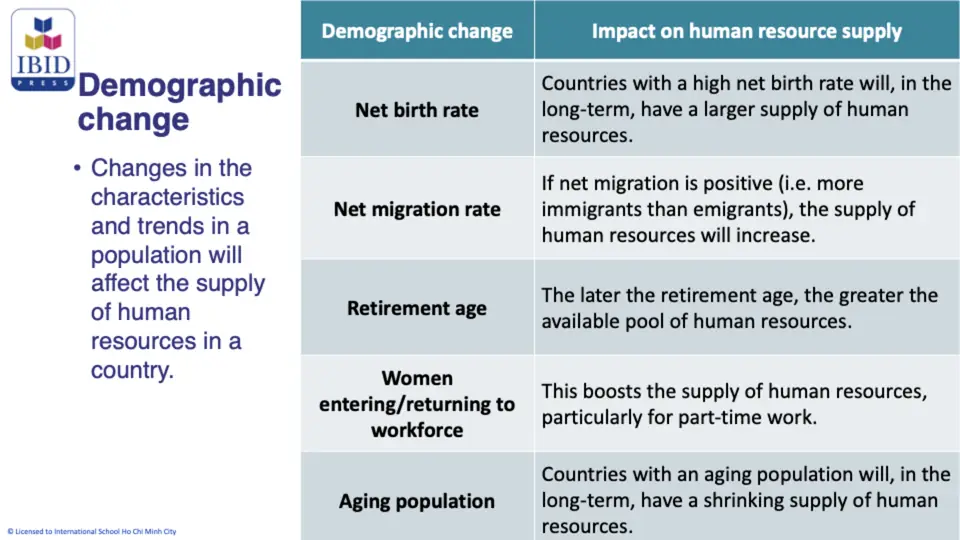 IBID
PRESS
Demographic
change
• Changes in the
characteristics
and trends in a
population will
affect the supply
of human
resources in a
country.
© Licensed to International School Ho Chi Minh City
Demographic change
Impact on human resource supply
Net birth rate
Countries with a high net birth rate will, in the
long-term, have a larger supply of human
resources.
Net migration rate
If net migration is positive (i.e. more
immigrants than emigrants), the supply of
human resources will increase.
Retirement age
The later the retirement age, the greater the
available pool of human resources.
Women
entering/returning to
workforce
This boosts the supply of human resources,
particularly for part-time work.
Aging population
Countries with an aging population will, in the
long-term, have a shrinking supply of human
resources.